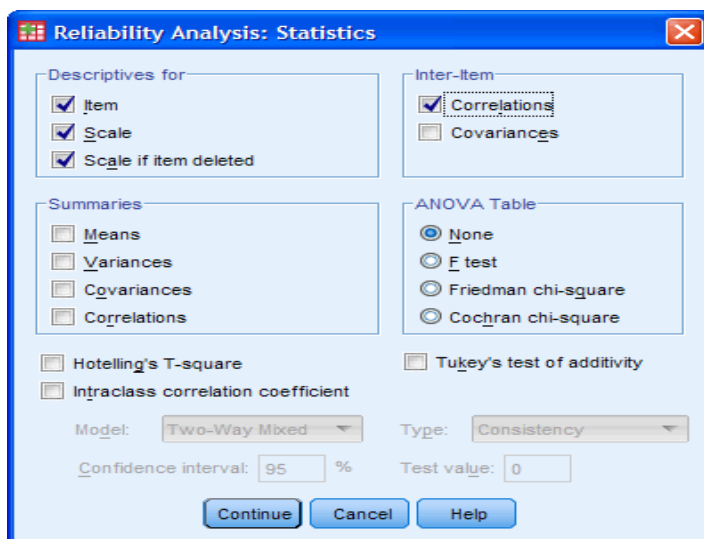 Reliability Analysis: Statistics
Descriptives for
Item
Scale
Scale if item deleted
Inter-Item
Correlations
Covariances
Summaries
Means
Variances
Covariances
Correlations
ANOVA Table
None
F test
Friedman chi-square
Cochran chi-square
Hotelling's T-square
Tukey's test of additivity
Intraclass correlation coefficient
Model: Two-Way Mixed Type: Consistency
Confidence interval: 95 % Test value: 0
Continue Cancel Help